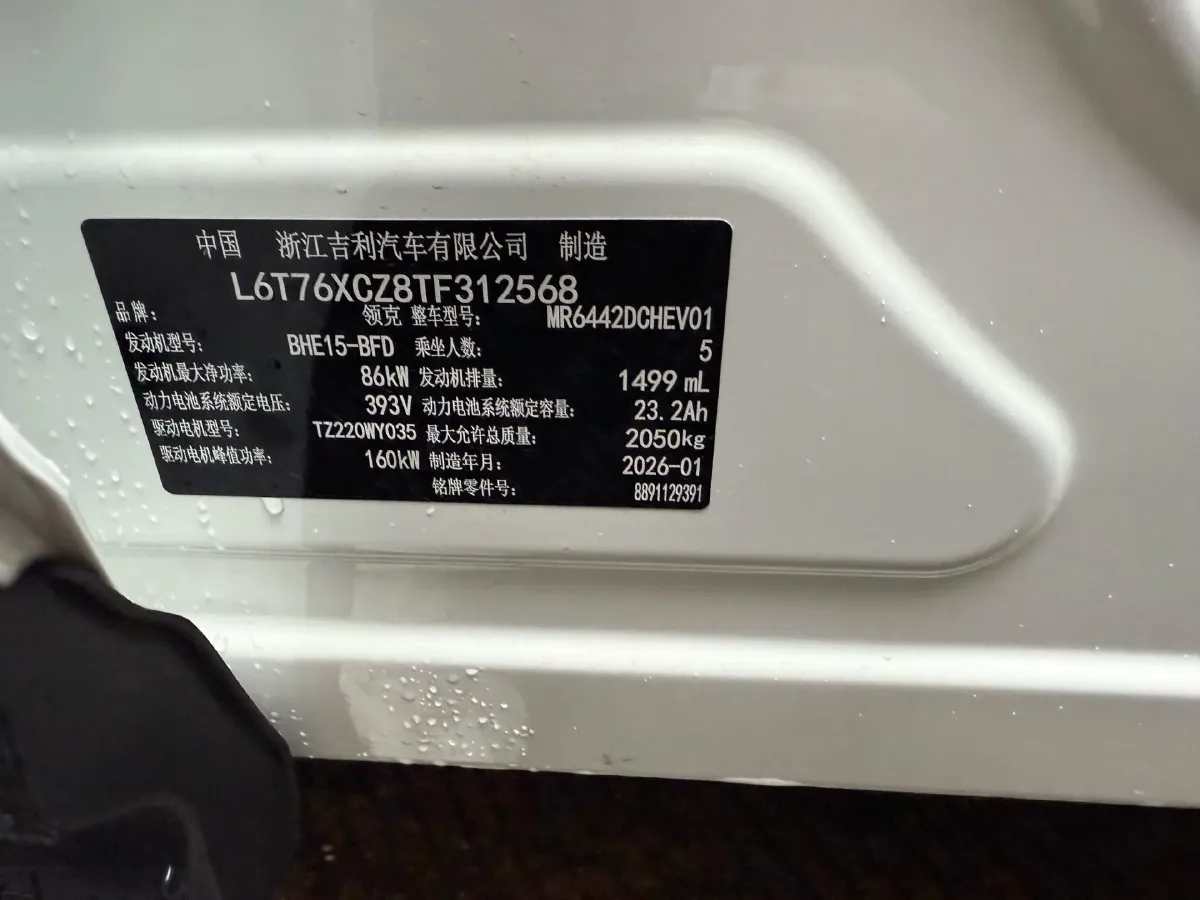 中国 浙江吉利汽车有限公司 制造
L6T76XCZ8TF312568
品牌: 领克 整车型号: MR6442DCHEV01
发动机型号: BHE15-BFD 乘坐人数: 5
发动机最大净功率: 86kW 发动机排量: 1499 mL
动力电池系统额定电压: 393V 动力电池系统额定容量: 23.2Ah
驱动电机型号: TZ220WY035 最大允许总质量: 2050kg
驱动电机峰值功率: 160kW 制造年月: 2026-01
铭牌零件号: 8891129391